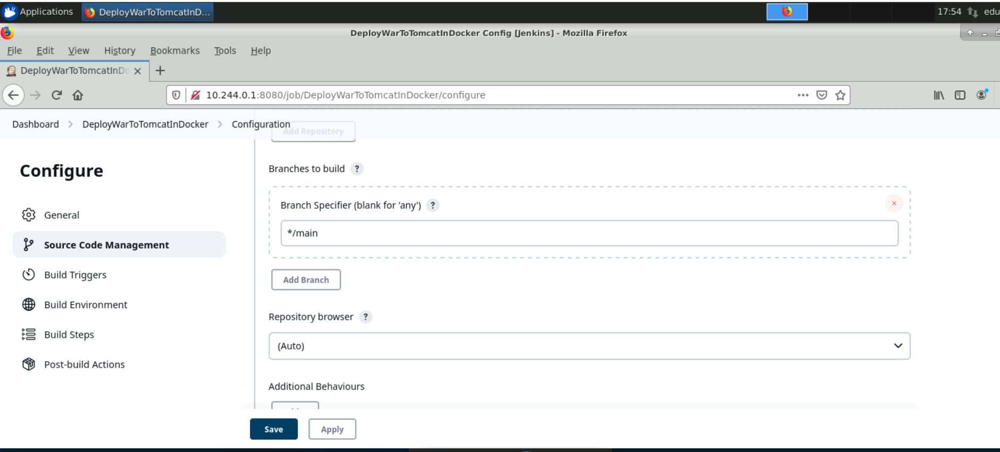 Applications
DeployWarToTomcatInD...
17:54
edu
DeployWarToTomcatInDocker Config [Jenkins] - Mozilla Firefox
File Edit View History Bookmarks Tools Help
DeployWarToTomcatInDo
10.244.0.1:8080/job/DeployWarToTomcatInDocker/configure
Dashboard > DeployWarToTomcatInDocker > Configuration
Add Repository
Configure
General
Source Code Management
Build Triggers
Build Environment
Build Steps
Post-build Actions
Branches to build ?
Branch Specifier (blank for 'any') ?
*/main
Add Branch
Repository browser ?
(Auto)
Additional Behaviours
Save
Apply